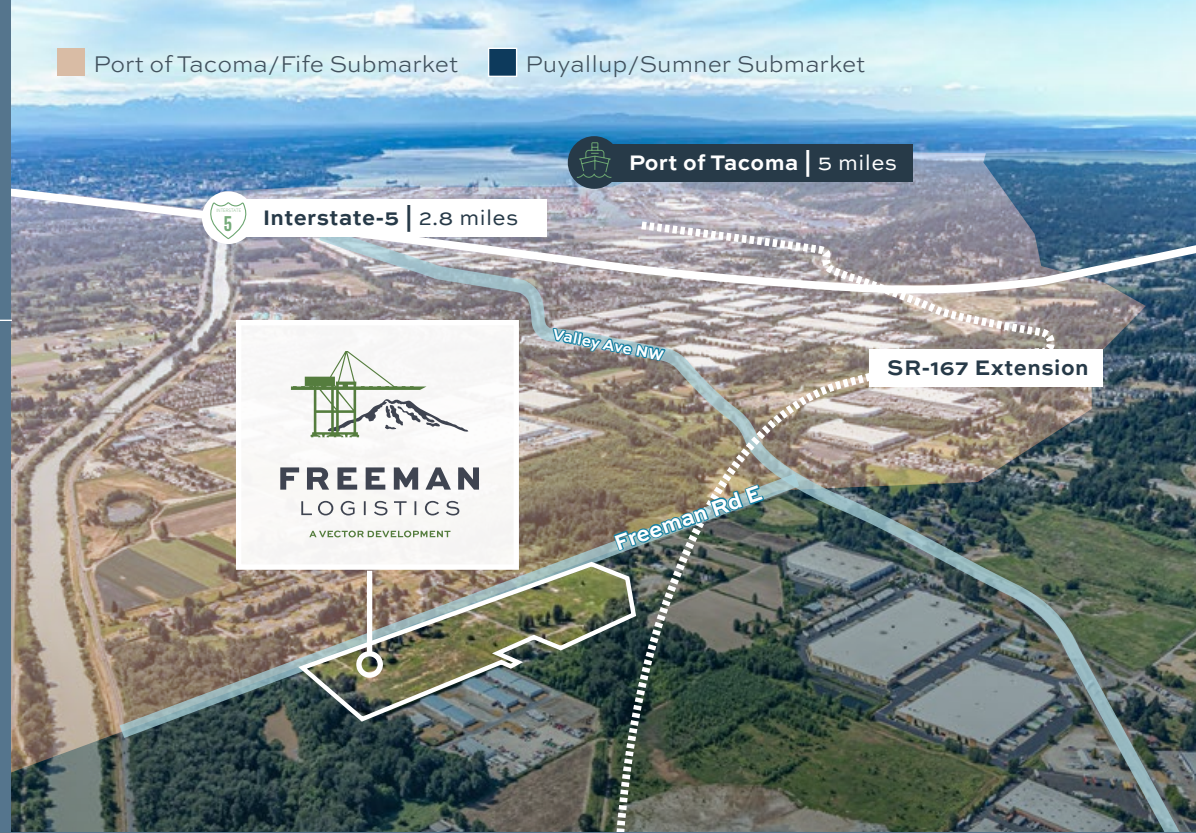 Port of Tacoma/Fife Submarket
Puyallup/Sumner Submarket
Port of Tacoma | 5 miles
INTERSTATE
5
Interstate-5 | 2.8 miles
Valley Ave NW
SR-167 Extension
FREEMAN
LOGISTICS
A VECTOR DEVELOPMENT
Freeman Rd E